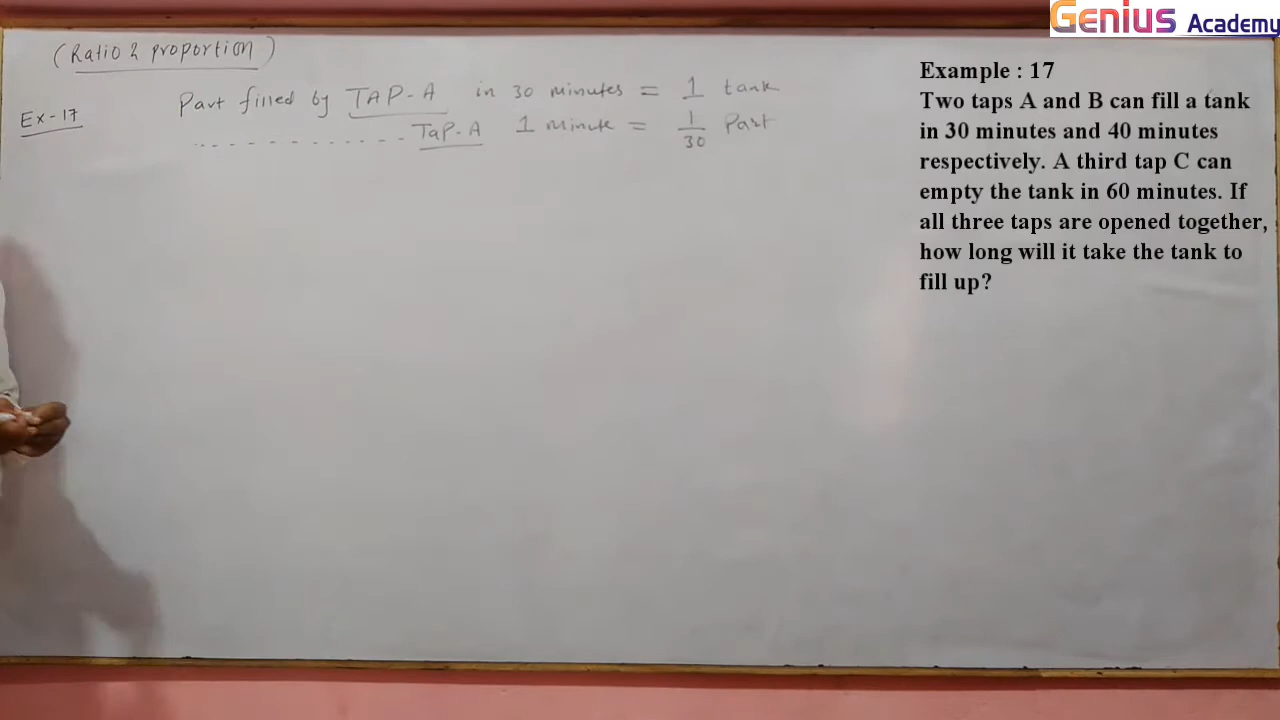 Genius Academy
(Ratio & proportion)
Ex-17
Part filled by TAP-A in 30 minutes = 1 tank
............. TaP-A 1 minute = 1/30 Part
Example : 17
Two taps A and B can fill a tank
in 30 minutes and 40 minutes
respectively. A third tap C can
empty the tank in 60 minutes. If
all three taps are opened together,
how long will it take the tank to
fill up?